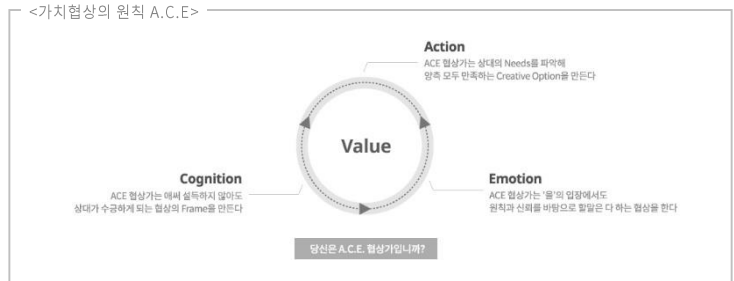 <가치협상의 원칙 A.C.E>
Action
ACE 협상가는 상대의 Needs를 파악해
양측 모두 만족하는 Creative Option을 만든다
Value
Cognition
ACE 협상가는 애써 설득하지 않아도
상대가 수긍하게 되는 협상의 Frame을 만든다
Emotion
ACE 협상가는 '을'의 입장에서도
원칙과 신뢰를 바탕으로 할말은 다 하는 협상을 한다
당신은 A.C.E. 협상가입니까?